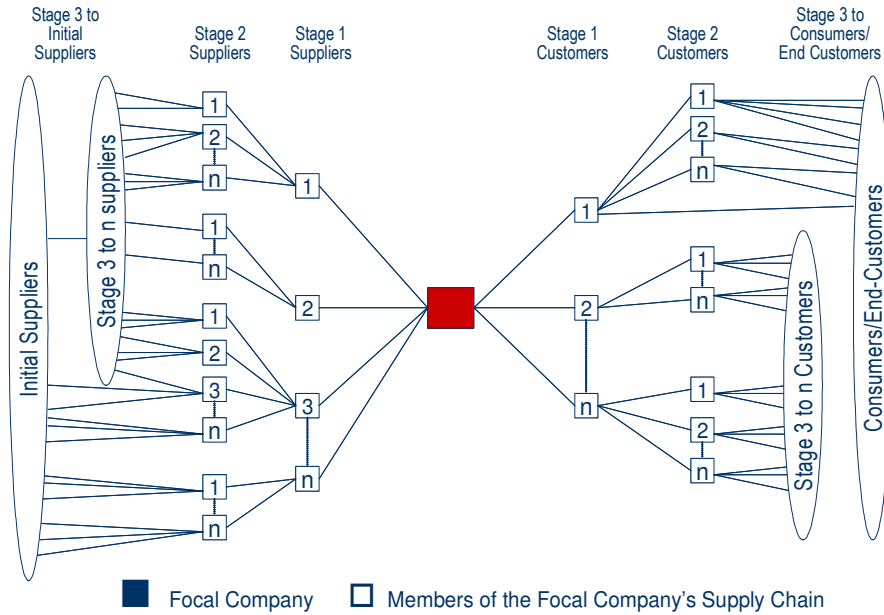 Stage 3 to
Initial
Suppliers
Stage 2
Suppliers
Stage 1
Suppliers
Stage 1
Customers
Stage 2
Customers
Stage 3 to
Consumers/
End Customers
Initial Suppliers
Stage 3 to n suppliers
1
2
n
1
n
1
2
3
n
1
n
1
2
3
n
1
2
n
1
2
n
1
n
1
2
n
Stage 3 to n Customers
Consumers/End-Customers
Focal Company
Members of the Focal Company's Supply Chain